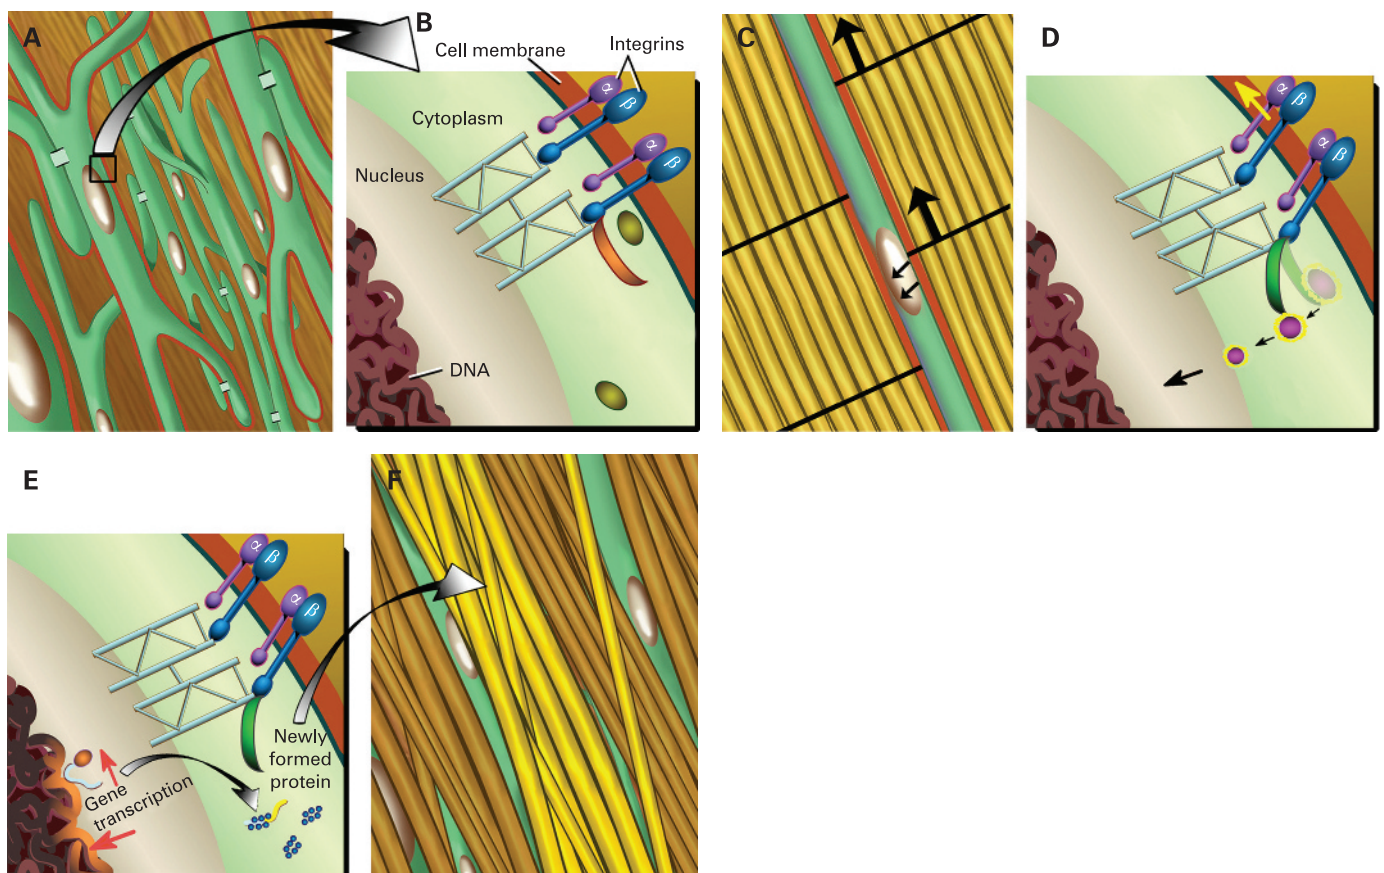 A
B
Cell membrane
Integrins
α
β
Cytoplasm
α
β
Nucleus
DNA
C
D
α
β
α
β
E
α
β
α
β
Newly
formed
protein
Gene
transcription
F